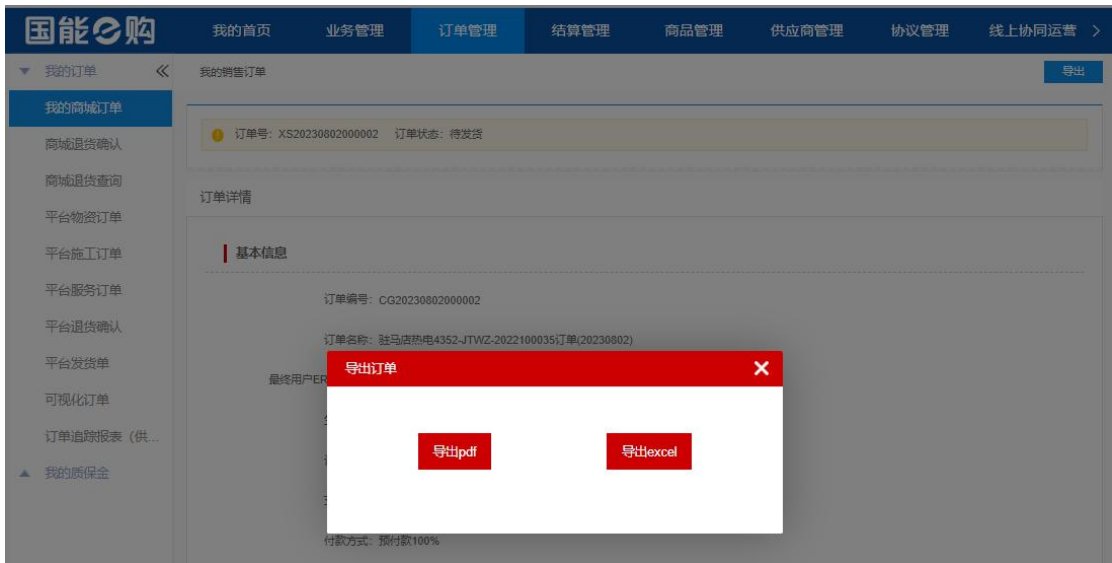 国能e购 我的首页 业务管理 订单管理 结算管理 商品管理 供应商管理 协议管理 线上协同运营 >
我的订单
我的商城订单
商城退货确认
商城退货查询
平台物资订单
平台施工订单
平台服务订单
平台退货确认
平台发货单
可视化订单
订单追踪报表（供...
我的质保金
我的销售订单 导出
订单号：XS20230802000002 订单状态：待发货
订单详情
基本信息
订单编号：CG20230802000002
订单名称：驻马店热电4352-JTWZ-2022100035订单(20230802)
最终用户ER
导出订单
导出pdf 导出excel
付款方式：预付款100%